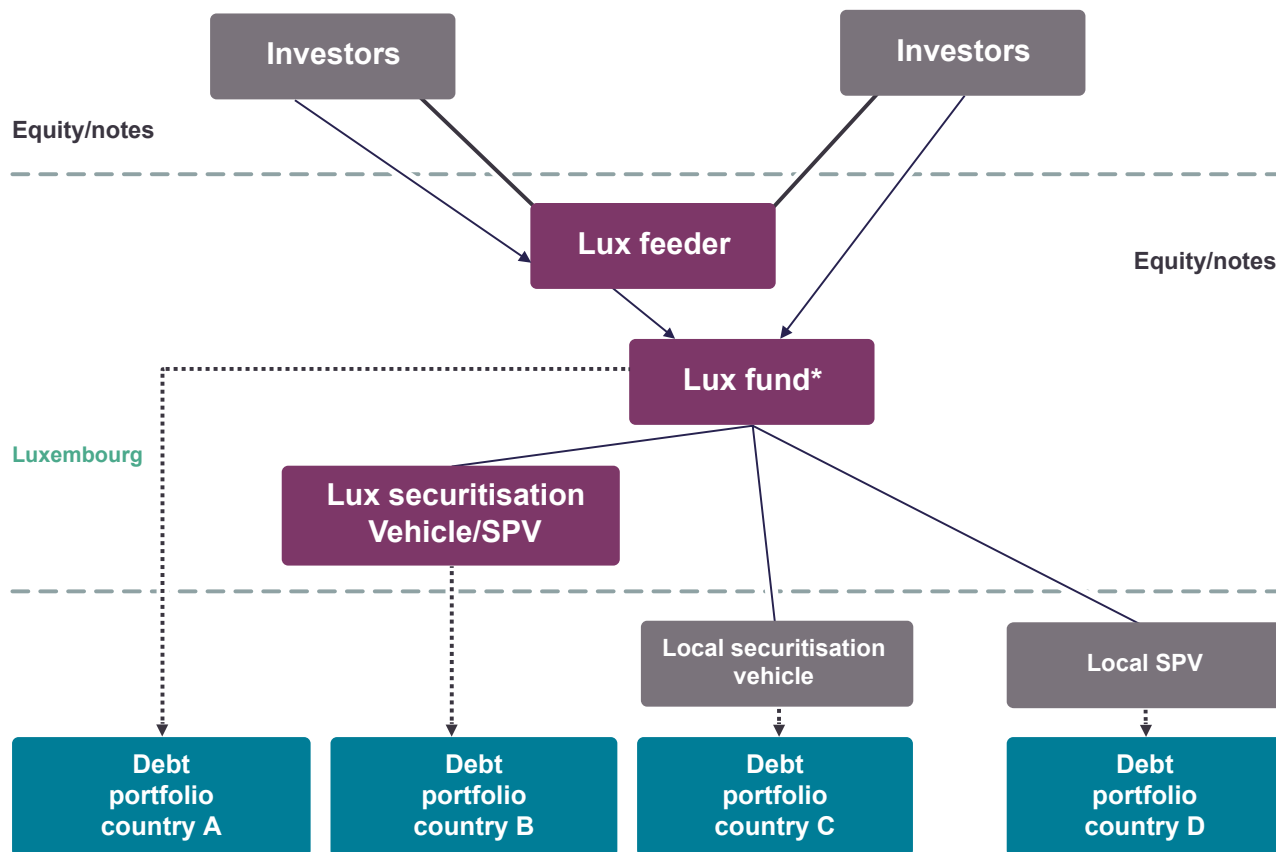 Investors
Investors
Equity/notes
Lux feeder
Equity/notes
Lux fund*
Luxembourg
Lux securitisation
Vehicle/SPV
Local securitisation
vehicle
Local SPV
Debt
portfolio
country A
Debt
portfolio
country B
Debt
portfolio
country C
Debt
portfolio
country D